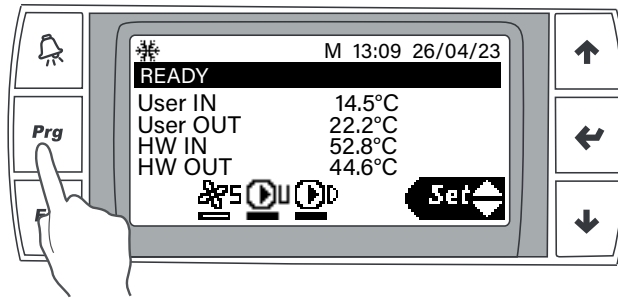 M 13:09 26/04/23
READY
User IN 14.5°C
User OUT 22.2°C
HW IN 52.8°C
HW OUT 44.6°C
S U D
Set
Prg